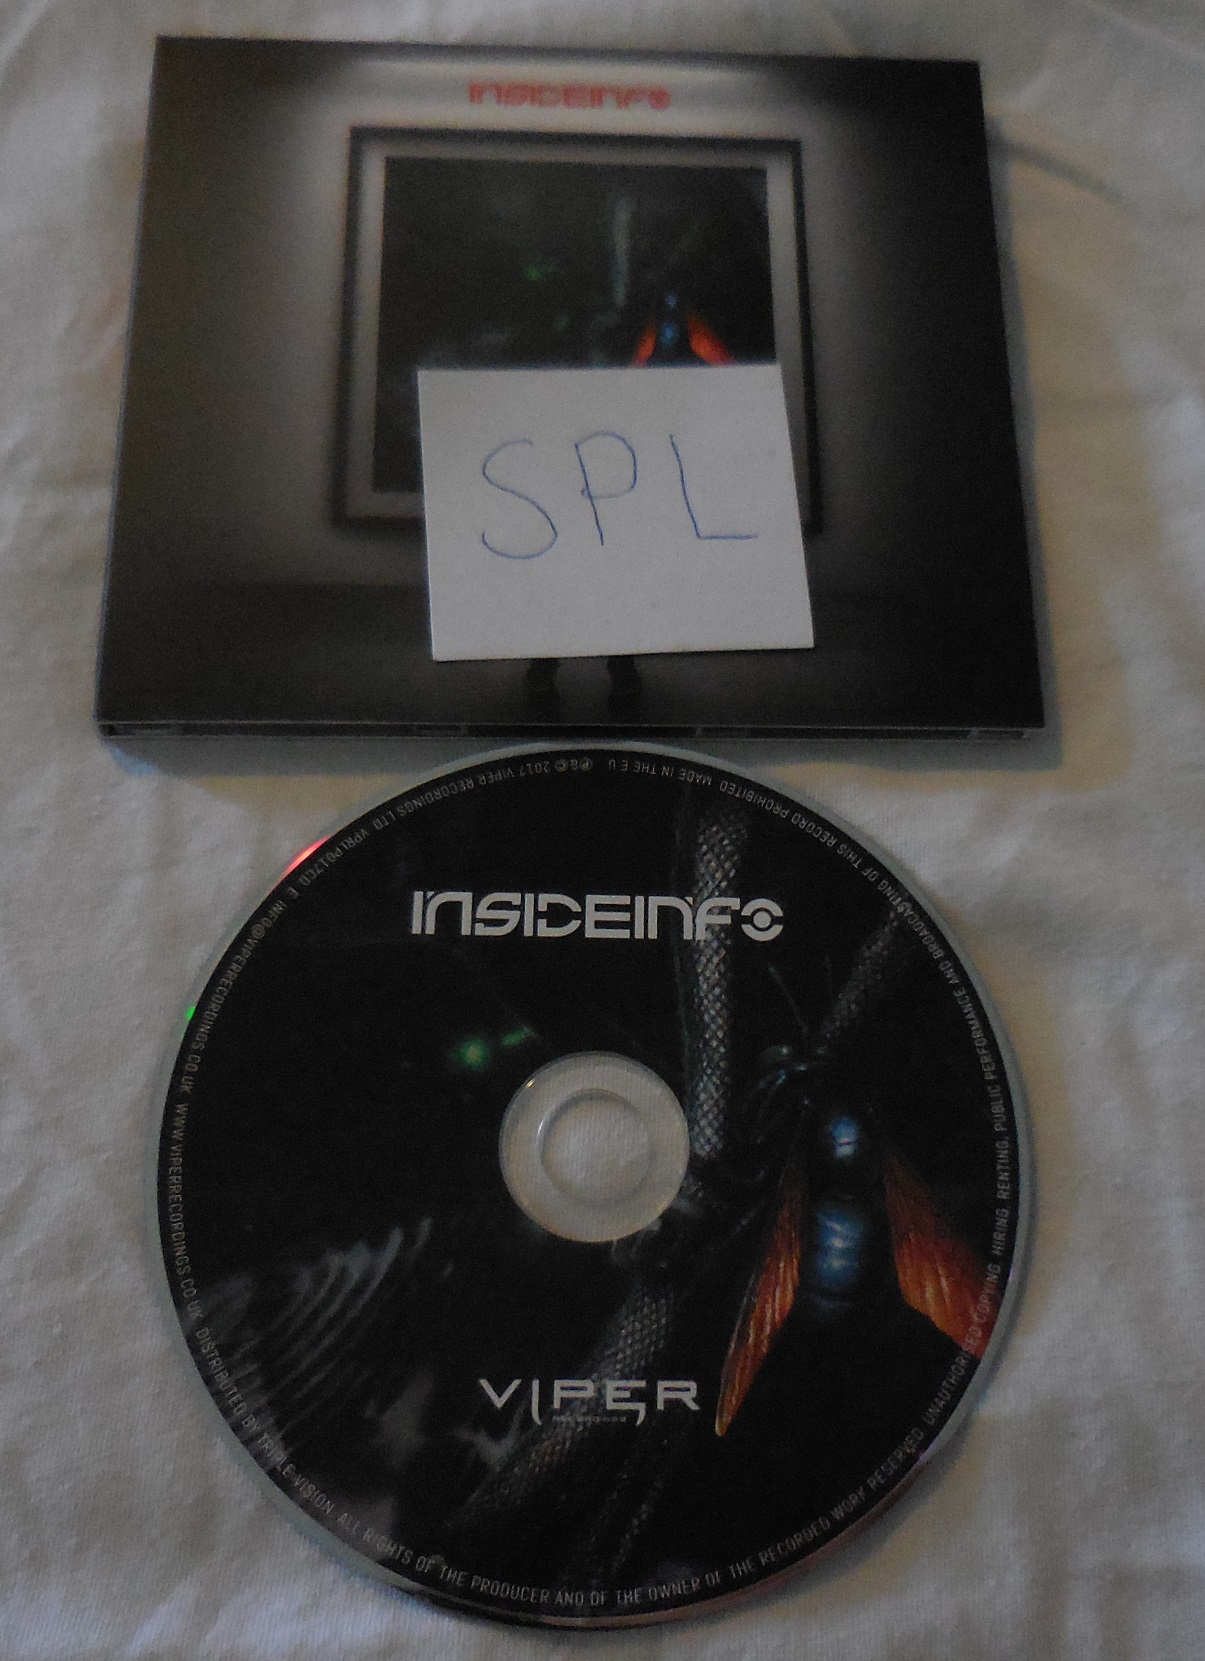 INSIDEINFO
SPL
INSIDEINFO
VIPER
RECORDINGS
℗&© 2017 VIPER RECORDINGS LTD. VPRLP017CD. E. INFO@VIPERRECORDINGS.CO.UK WWW.VIPERRECORDINGS.CO.UK DISTRIBUTED BY TRIPLE VISION. ALL RIGHTS OF THE PRODUCER AND OF THE OWNER OF THE RECORDED WORK RESERVED. UNAUTHORISED COPYING, HIRING, RENTING, PUBLIC PERFORMANCE AND BROADCASTING OF THIS RECORD PROHIBITED. MADE IN THE E U